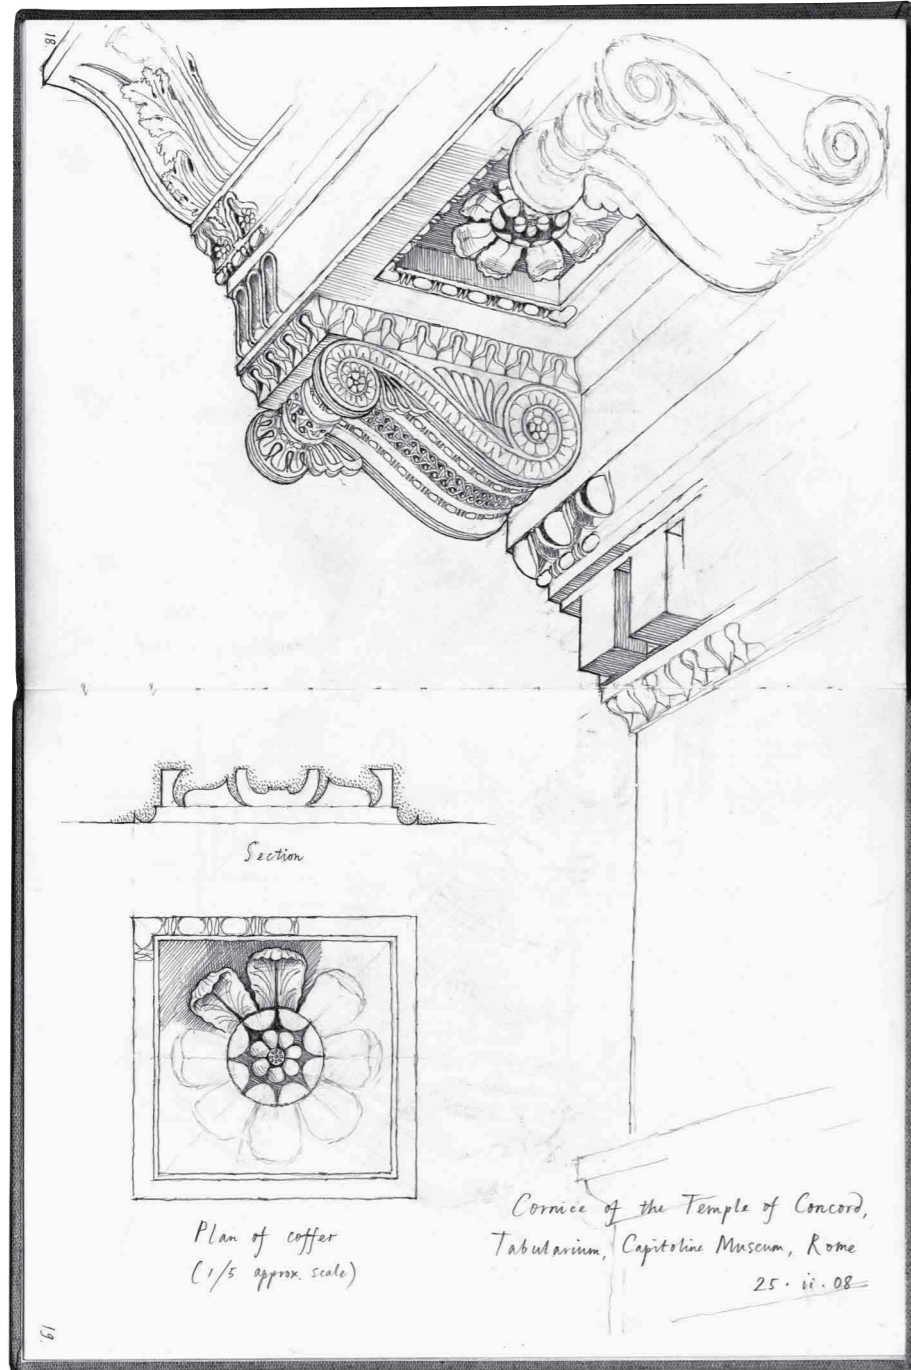 18.
Section
Plan of coffer
(1/5 approx. scale)
Cornice of the Temple of Concord,
Tabularium, Capitoline Museum, Rome
25. ii. 08
19.